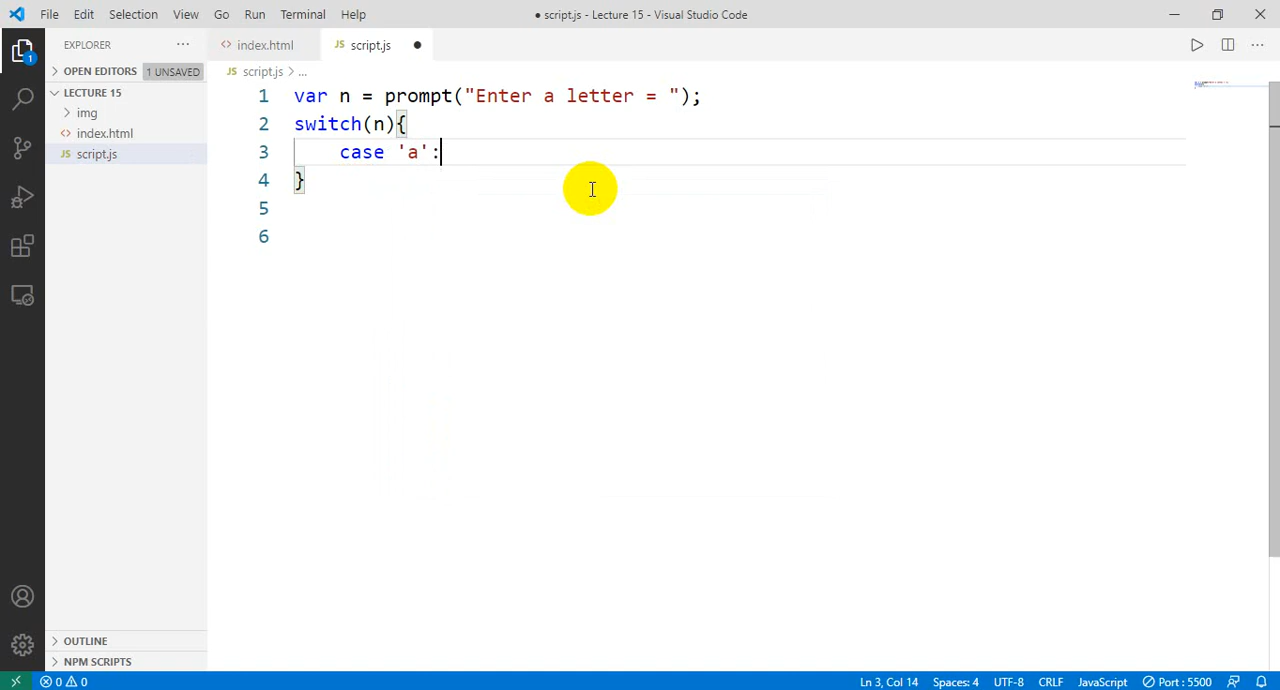 File Edit Selection View Go Run Terminal Help ● script.js - Lecture 15 - Visual Studio Code
EXPLORER ···
index.html
JS script.js ●
1
OPEN EDITORS 1 UNSAVED
JS script.js > ...
LECTURE 15
img
index.html
JS script.js
1 var n = prompt("Enter a letter = ");
2 switch(n){
3 case 'a':
4 }
5
6
OUTLINE
NPM SCRIPTS
0 0 Ln 3, Col 14 Spaces: 4 UTF-8 CRLF JavaScript Port : 5500